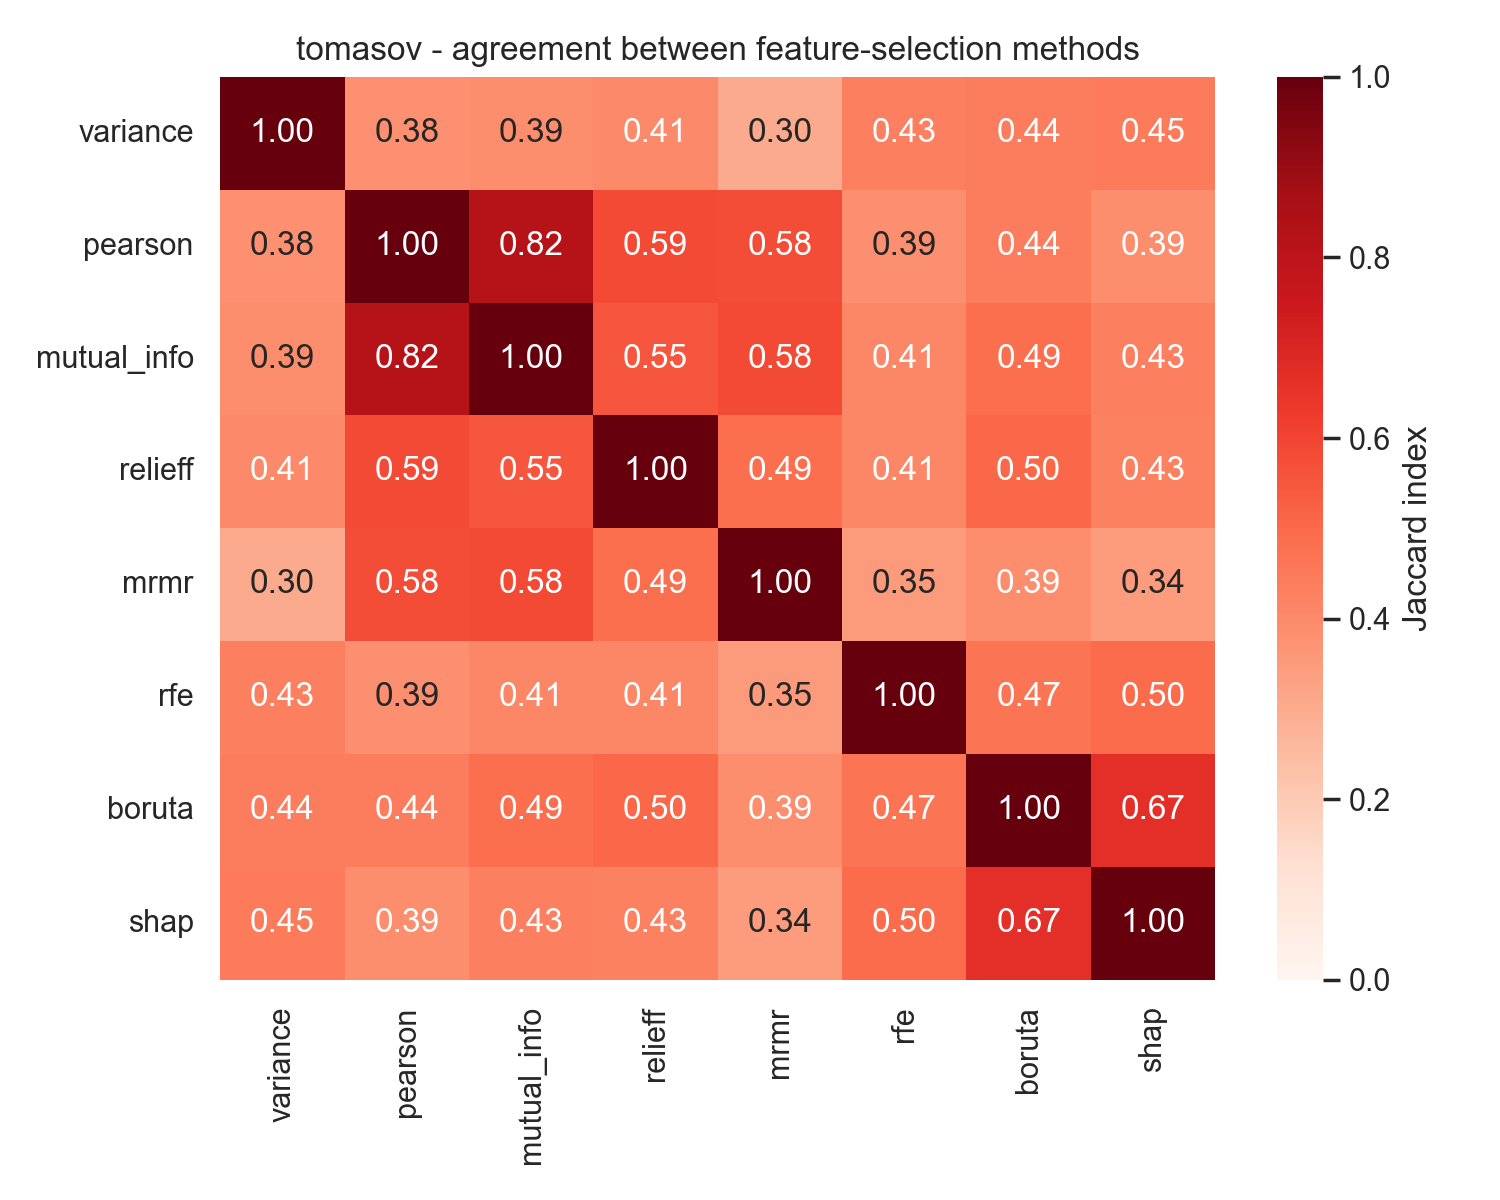 tomasov - agreement between feature-selection methods
variance 1.00 0.38 0.39 0.41 0.30 0.43 0.44 0.45
pearson 0.38 1.00 0.82 0.59 0.58 0.39 0.44 0.39
mutual_info 0.39 0.82 1.00 0.55 0.58 0.41 0.49 0.43
relieff 0.41 0.59 0.55 1.00 0.49 0.41 0.50 0.43
mrmr 0.30 0.58 0.58 0.49 1.00 0.35 0.39 0.34
rfe 0.43 0.39 0.41 0.41 0.35 1.00 0.47 0.50
boruta 0.44 0.44 0.49 0.50 0.39 0.47 1.00 0.67
shap 0.45 0.39 0.43 0.43 0.34 0.50 0.67 1.00
variance pearson mutual_info relieff mrmr rfe boruta shap
1.0
0.8
0.6
0.4
0.2
0.0
Jaccard index